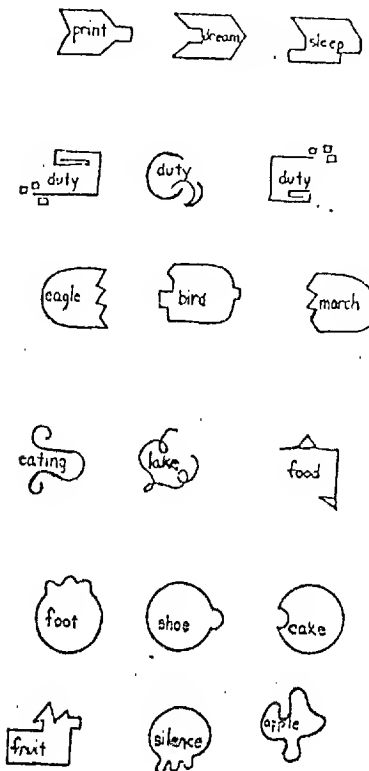 print dream sleep
duty duty duty
eagle bird march
eating lake food
foot shoe cake
fruit silence apple